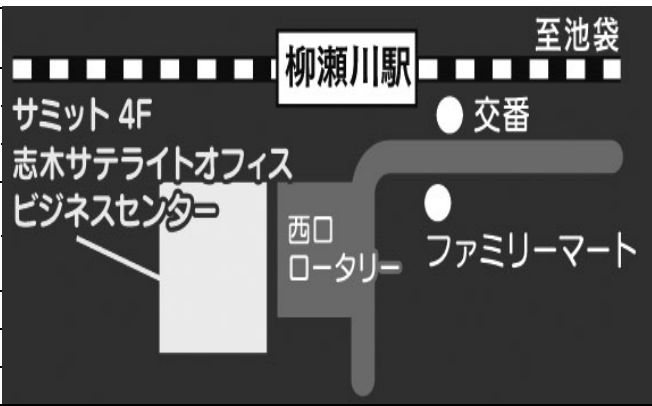 至池袋
柳瀬川駅
サミット 4F
志木サテライトオフィス
ビジネスセンター
交番
西口
ロータリー
ファミリーマート